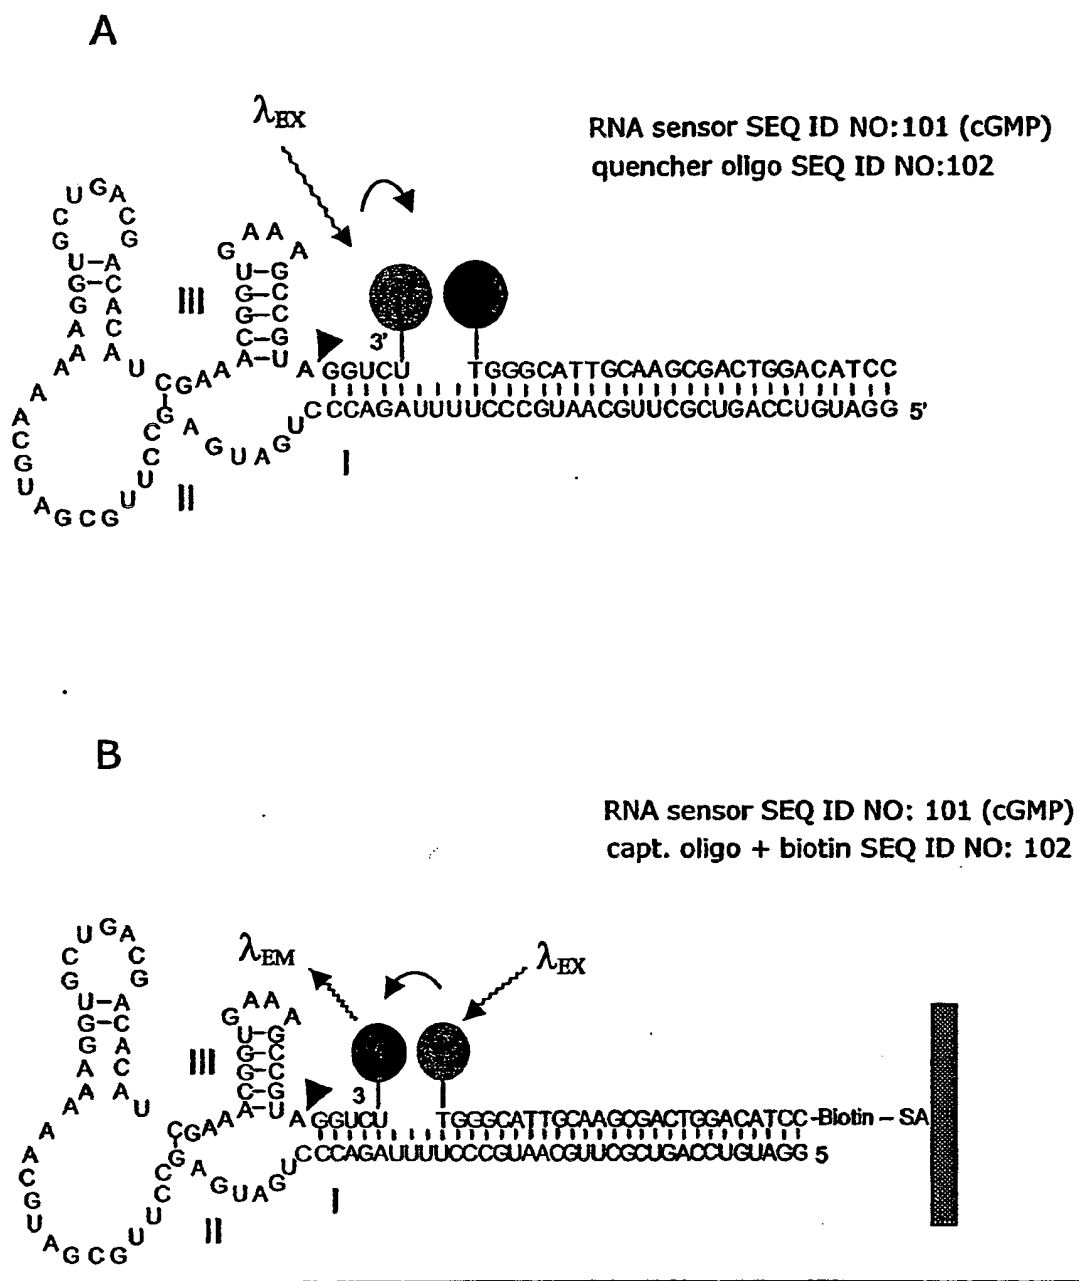 A
λEX
RNA sensor SEQ ID NO:101 (cGMP)
quencher oligo SEQ ID NO:102
III
3'
AGGUCU
TGGGCATTGCAAGCGACTGGACATCC
CCCAGAUUUUCCCGUAACGUUCGCUGACCUGUAGG 5'
I
II
B
RNA sensor SEQ ID NO: 101 (cGMP)
capt. oligo + biotin SEQ ID NO: 102
λEM
λEX
III
3
AGGUCU
TGGGCATTGCAAGCGACTGGACATCC-Biotin – SA
CCCAGAUUUUCCCGUAACGUUCGCUGACCUGUAGG 5
I
II